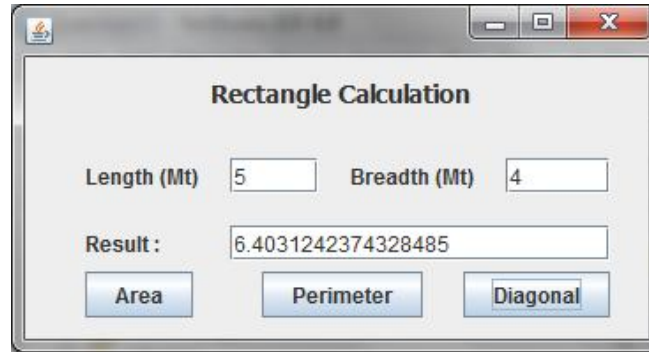 Rectangle Calculation
Length (Mt) 5 Breadth (Mt) 4
Result : 6.4031242374328485
Area Perimeter Diagonal